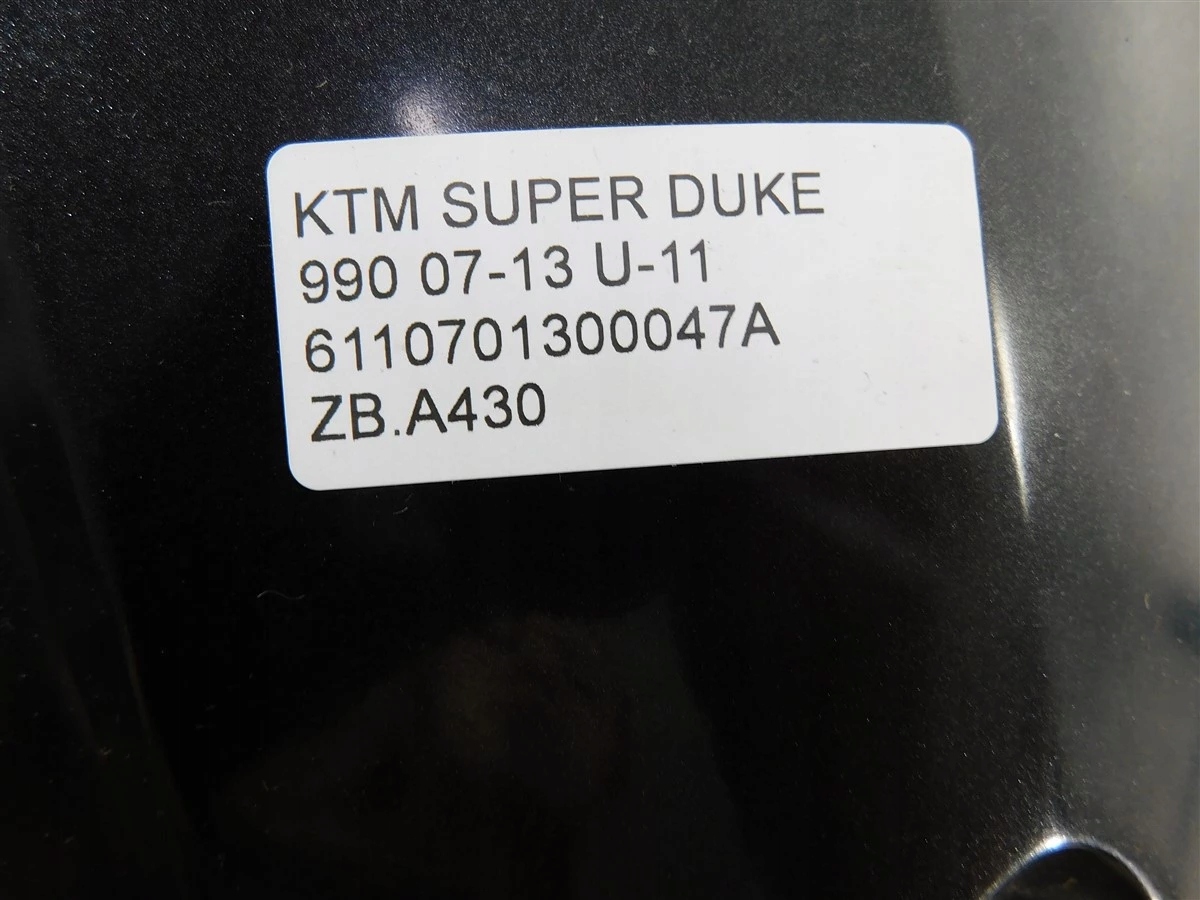 KTM SUPER DUKE
990 07-13 U-11
6110701300047A
ZB.A430